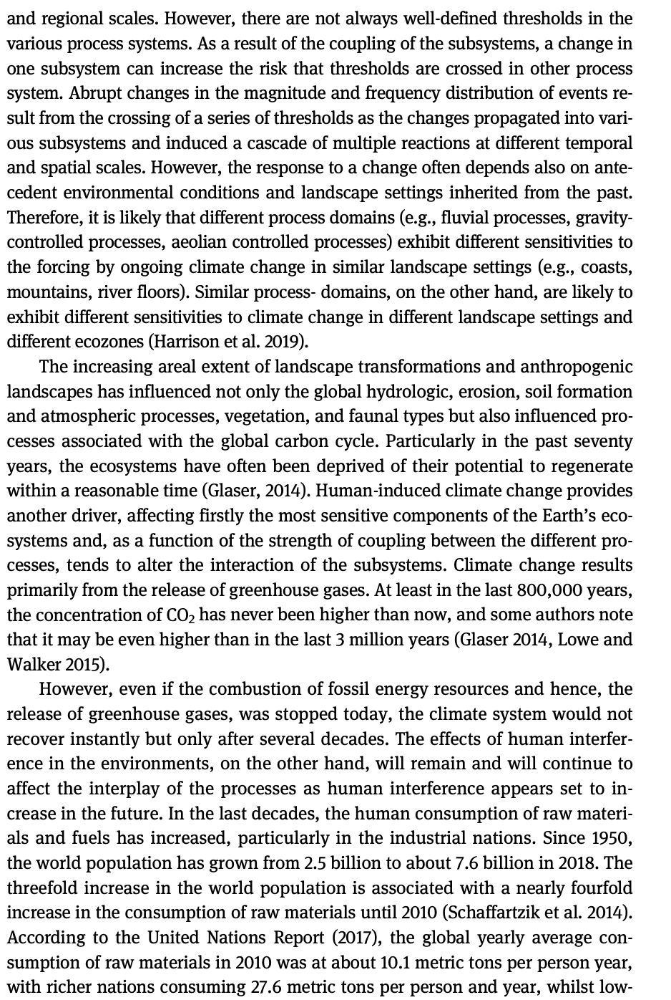 and regional scales. However, there are not always well-defined thresholds in the
various process systems. As a result of the coupling of the subsystems, a change in
one subsystem can increase the risk that thresholds are crossed in other process
system. Abrupt changes in the magnitude and frequency distribution of events re-
sult from the crossing of a series of thresholds as the changes propagated into vari-
ous subsystems and induced a cascade of multiple reactions at different temporal
and spatial scales. However, the response to a change often depends also on ante-
cedent environmental conditions and landscape settings inherited from the past.
Therefore, it is likely that different process domains (e.g., fluvial processes, gravity-
controlled processes, aeolian controlled processes) exhibit different sensitivities to
the forcing by ongoing climate change in similar landscape settings (e.g., coasts,
mountains, river floors). Similar process- domains, on the other hand, are likely to
exhibit different sensitivities to climate change in different landscape settings and
different ecozones (Harrison et al. 2019).
The increasing areal extent of landscape transformations and anthropogenic
landscapes has influenced not only the global hydrologic, erosion, soil formation
and atmospheric processes, vegetation, and faunal types but also influenced pro-
cesses associated with the global carbon cycle. Particularly in the past seventy
years, the ecosystems have often been deprived of their potential to regenerate
within a reasonable time (Glaser, 2014). Human-induced climate change provides
another driver, affecting firstly the most sensitive components of the Earth's eco-
systems and, as a function of the strength of coupling between the different pro-
cesses, tends to alter the interaction of the subsystems. Climate change results
primarily from the release of greenhouse gases. At least in the last 800,000 years,
the concentration of CO₂ has never been higher than now, and some authors note
that it may be even higher than in the last 3 million years (Glaser 2014, Lowe and
Walker 2015).
However, even if the combustion of fossil energy resources and hence, the
release of greenhouse gases, was stopped today, the climate system would not
recover instantly but only after several decades. The effects of human interfer-
ence in the environments, on the other hand, will remain and will continue to
affect the interplay of the processes as human interference appears set to in-
crease in the future. In the last decades, the human consumption of raw materi-
als and fuels has increased, particularly in the industrial nations. Since 1950,
the world population has grown from 2.5 billion to about 7.6 billion in 2018. The
threefold increase in the world population is associated with a nearly fourfold
increase in the consumption of raw materials until 2010 (Schaffartzik et al. 2014).
According to the United Nations Report (2017), the global yearly average con-
sumption of raw materials in 2010 was at about 10.1 metric tons per person year,
with richer nations consuming 27.6 metric tons per person and year, whilst low-